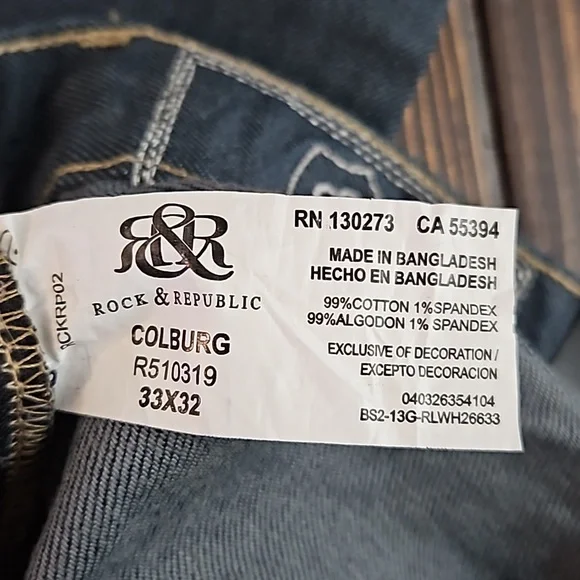 R&R
ROCK & REPUBLIC
COLBURG
R510319
33X32
CKRP02
RN 130273 CA 55394
MADE IN BANGLADESH
HECHO EN BANGLADESH
99%COTTON 1%SPANDEX
99%ALGODON 1% SPANDEX
EXCLUSIVE OF DECORATION/
EXCEPTO DECORACION
040326354104
BS2-13G-RLWH26633